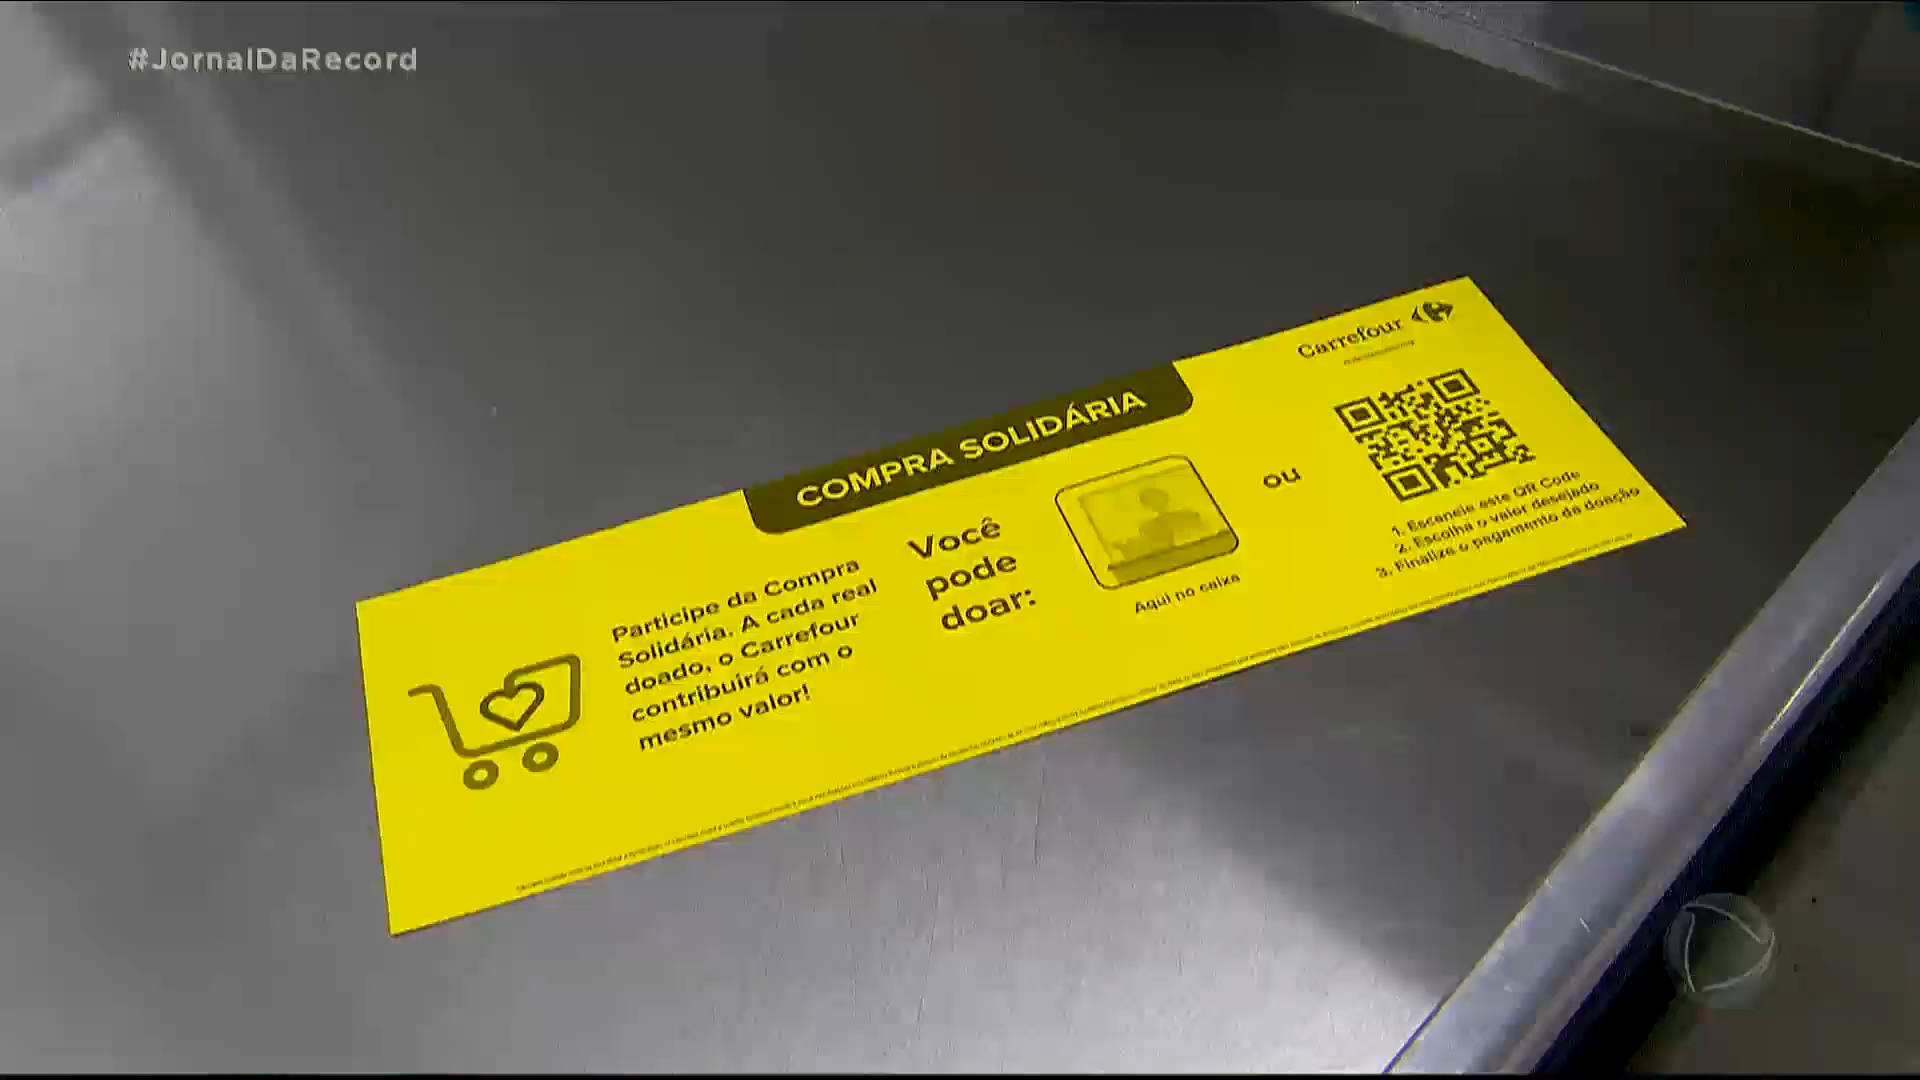 #JornalDaRecord
Carrefour
COMPRA SOLIDÁRIA
Participe da Compra
Solidária. A cada real
doado, o Carrefour
contribuirá com o
mesmo valor!
Você
pode
doar:
Aqui no caixa
ou
1. Escaneie este QR Code
2. Escolha o valor desejado
3. Finalize o pagamento da doação